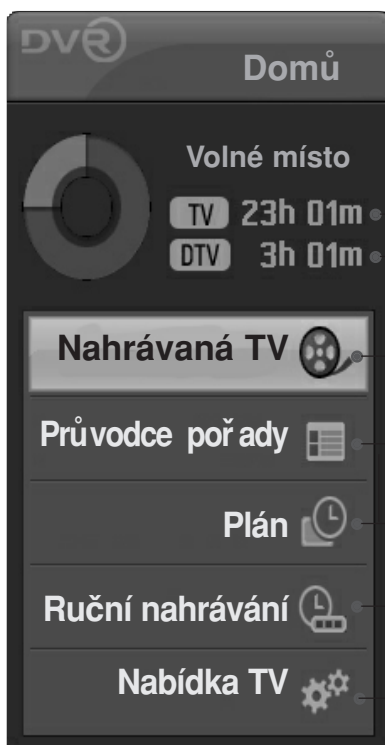 DVR
Domů
Volné místo
TV 23h 01m
DTV 3h 01m
Nahrávaná TV
Průvodce pořady
Plán
Ruční nahrávání
Nabídka TV